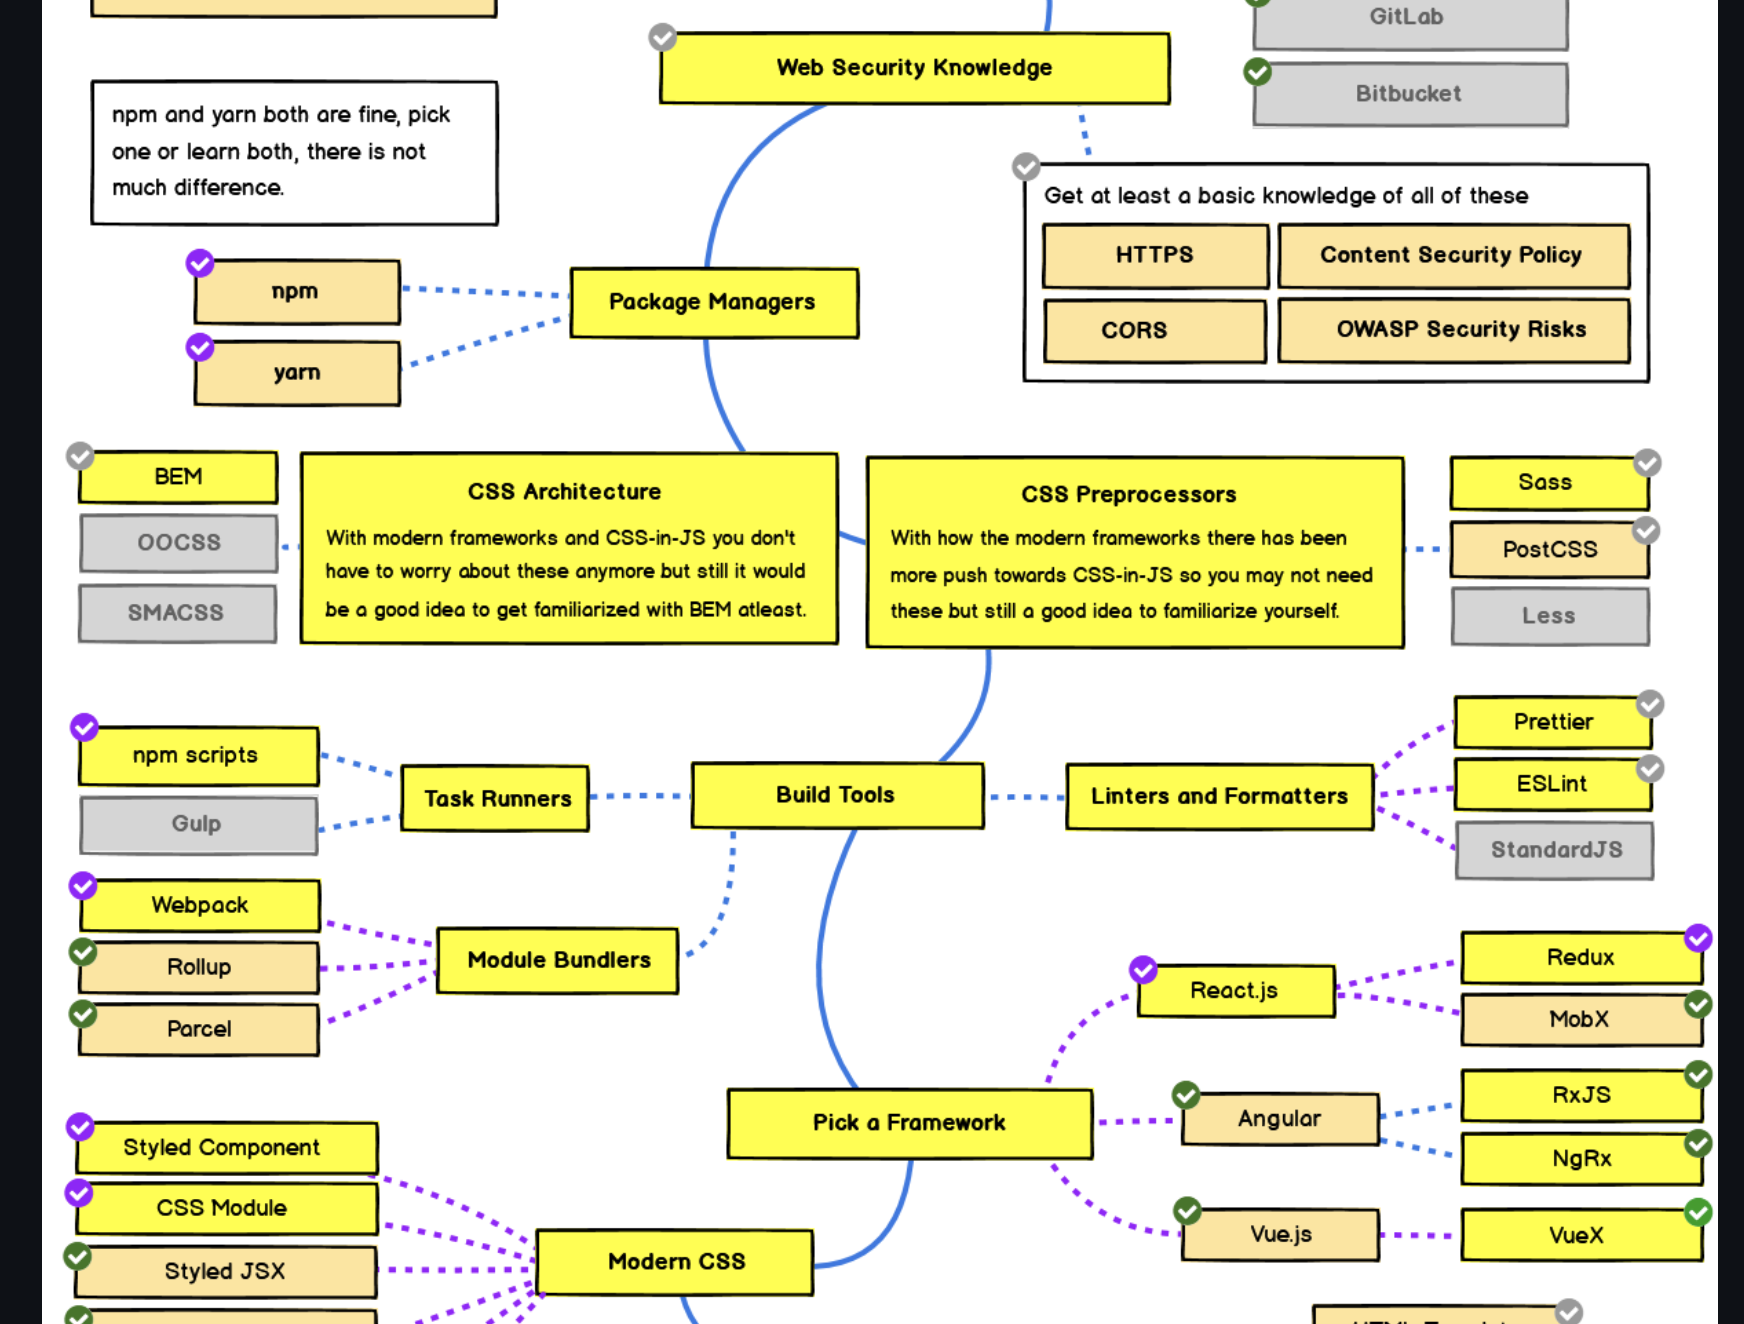 GitLab
Web Security Knowledge
Bitbucket
npm and yarn both are fine, pick
one or learn both, there is not
much difference.
Get at least a basic knowledge of all of these
HTTPS
Content Security Policy
CORS
OWASP Security Risks
npm
Package Managers
yarn
BEM
OOCSS
SMACSS
CSS Architecture
With modern frameworks and CSS-in-JS you don't
have to worry about these anymore but still it would
be a good idea to get familiarized with BEM atleast.
CSS Preprocessors
With how the modern frameworks there has been
more push towards CSS-in-JS so you may not need
these but still a good idea to familiarize yourself.
Sass
PostCSS
Less
npm scripts
Gulp
Task Runners
Build Tools
Linters and Formatters
Prettier
ESLint
StandardJS
Webpack
Rollup
Parcel
Module Bundlers
React.js
Redux
MobX
Pick a Framework
Angular
RxJS
NgRx
Vue.js
VueX
Styled Component
CSS Module
Styled JSX
Modern CSS